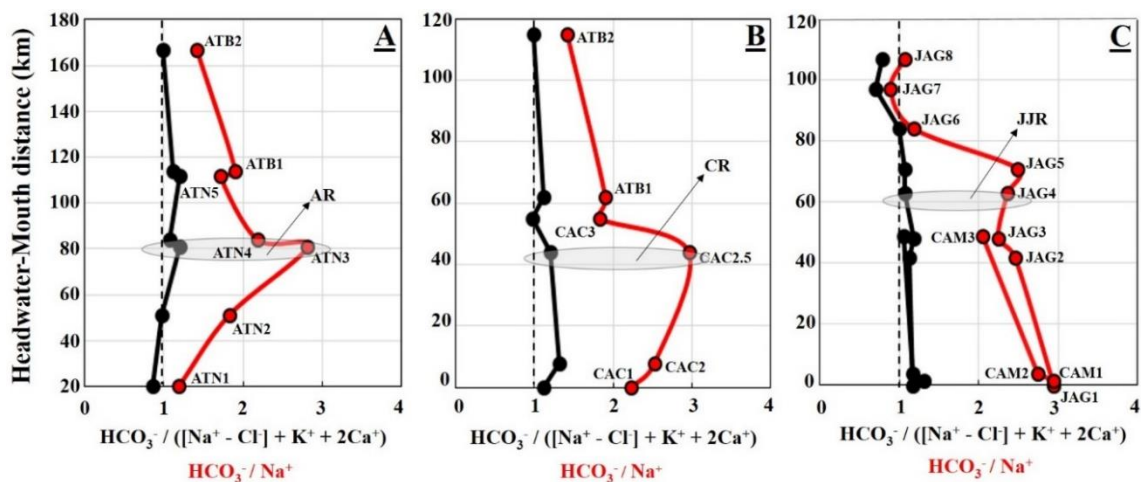 Headwater-Mouth distance (km)
A
180
160
140
120
100
80
60
40
20
0
1
2
3
4
ATB2
ATB1
ATN5
AR
ATN4
ATN3
ATN2
ATN1
HCO₃⁻ / ([Na⁺ - Cl⁻] + K⁺ + 2Ca⁺)
HCO₃⁻ / Na⁺
B
120
100
80
60
40
20
0
0
1
2
3
4
ATB2
ATB1
CR
CAC3
CAC2.5
CAC2
CAC1
HCO₃⁻ / ([Na⁺ - Cl⁻] + K⁺ + 2Ca⁺)
HCO₃⁻ / Na⁺
C
120
100
80
60
40
20
0
0
1
2
3
4
JAG8
JAG7
JAG6
JJR
JAG5
JAG4
JAG3
CAM3
JAG2
CAM2
CAM1
JAG1
HCO₃⁻ / ([Na⁺ - Cl⁻] + K⁺ + 2Ca⁺)
HCO₃⁻ / Na⁺